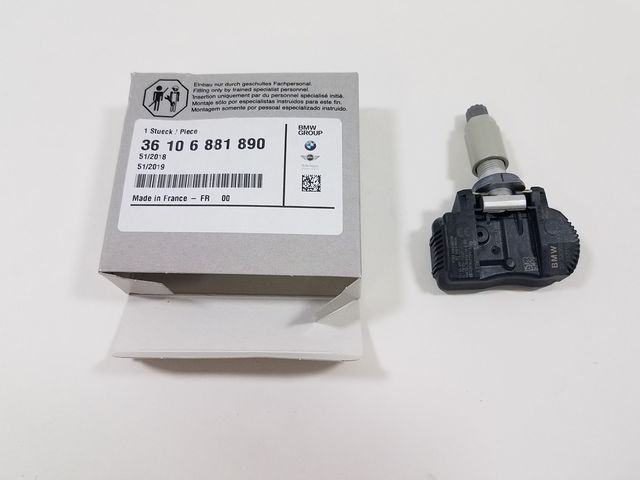 Einbau nur durch geschultes Fachpersonal.
Fitting only by trained specialist personnel.
Insertion uniquement par du personnel spécialisé initié.
Montaje sólo por especialistas instruidos para este fin.
Montagem somente por pessoal especializado instruido.
1 Stueck / Piece
36 10 6 881 890
51/2018
51/2019
Made in France – FR 00
BMW
GROUP
BMW